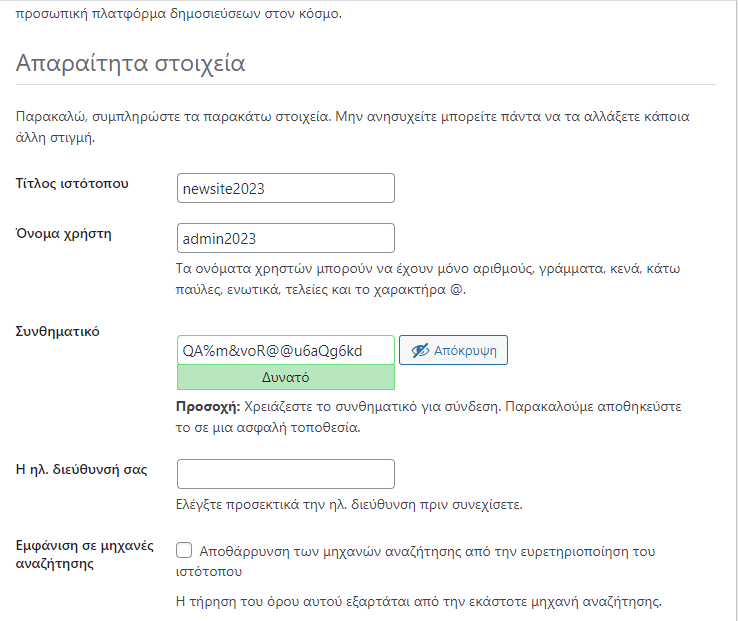 προσωπική πλατφόρμα δημοσιεύσεων στον κόσμο.
Απαραίτητα στοιχεία
Παρακαλώ, συμπληρώστε τα παρακάτω στοιχεία. Μην ανησυχείτε μπορείτε πάντα να τα αλλάξετε κάποια
άλλη στιγμή.
Τίτλος ιστότοπου
newsite2023
Όνομα χρήστη
admin2023
Τα ονόματα χρηστών μπορούν να έχουν μόνο αριθμούς, γράμματα, κενά, κάτω
παύλες, ενωτικά, τελείες και το χαρακτήρα @.
Συνθηματικό
QA%m&voR@@u6aQg6kd
Απόκρυψη
Δυνατό
Προσοχή: Χρειάζεστε το συνθηματικό για σύνδεση. Παρακαλούμε αποθηκεύστε
το σε μια ασφαλή τοποθεσία.
Η ηλ. διεύθυνσή σας
Ελέγξτε προσεκτικά την ηλ. διεύθυνση πριν συνεχίσετε.
Εμφάνιση σε μηχανές
αναζήτησης
Αποθάρρυνση των μηχανών αναζήτησης από την ευρετηριοποίηση του
ιστότοπου
Η τήρηση του όρου αυτού εξαρτάται από την εκάστοτε μηχανή αναζήτησης.